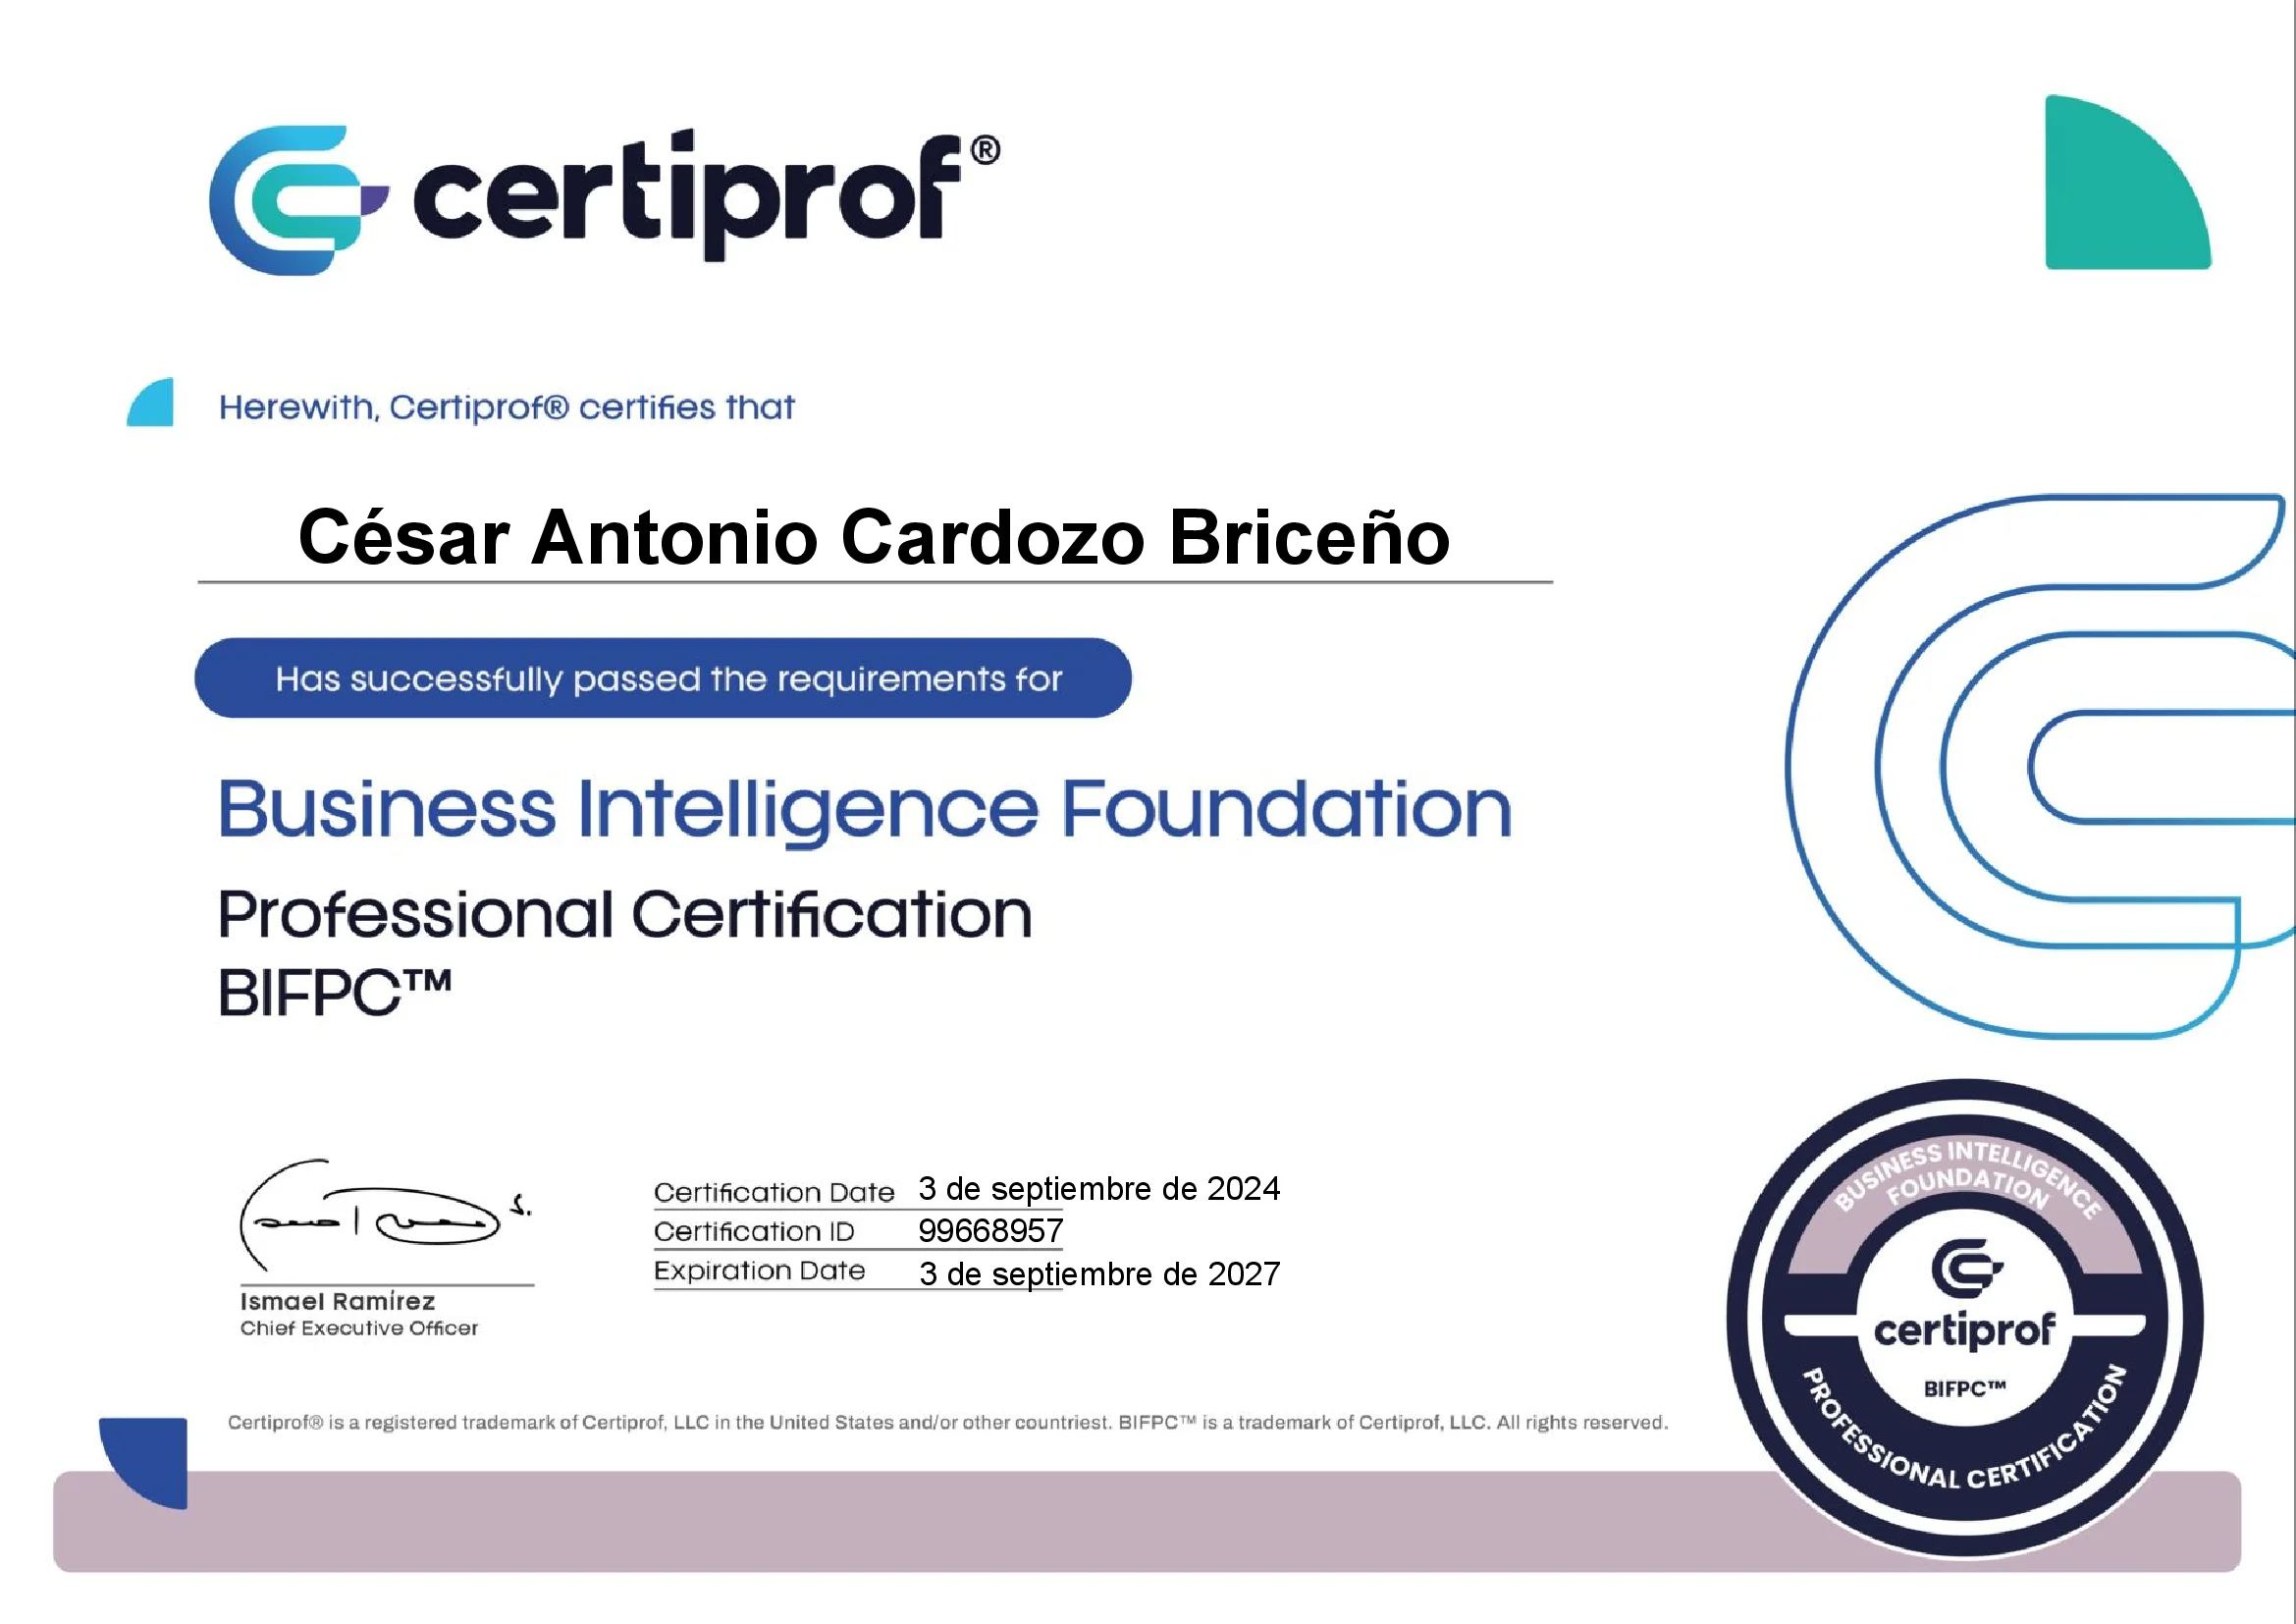 certiprof®
Herewith, Certiprof® certifies that
César Antonio Cardozo Briceño
Has successfully passed the requirements for
Business Intelligence Foundation
Professional Certification
BIFPC™
Certification Date 3 de septiembre de 2024
Certification ID 99668957
Expiration Date 3 de septiembre de 2027
Ismael Ramírez
Chief Executive Officer
BUSINESS INTELLIGENCE
FOUNDATION
certiprof
BIFPC™
PROFESSIONAL CERTIFICATION
Certiprof® is a registered trademark of Certiprof, LLC in the United States and/or other countriest. BIFPC™ is a trademark of Certiprof, LLC. All rights reserved.